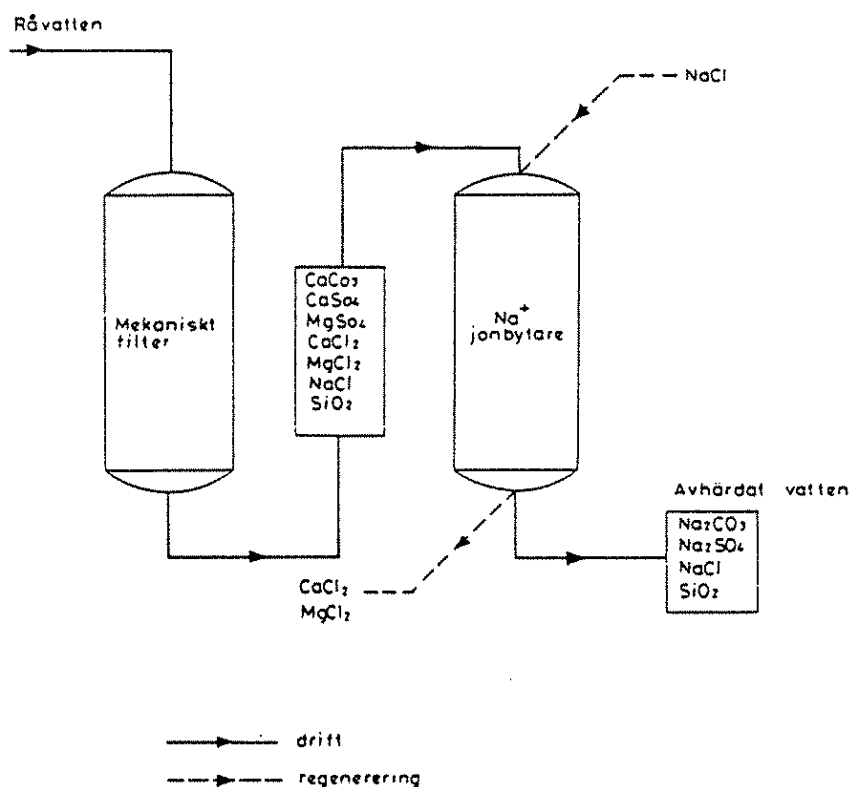 Råvatten
NaCl
Mekaniskt
filter
CaCo₃
CaSo₄
MgSo₄
CaCl₂
MgCl₂
NaCl
SiO₂
Na⁺
jonbytare
Avhärdat vatten
Na₂CO₃
Na₂SO₄
NaCl
SiO₂
CaCl₂
MgCl₂
drift
regenerering